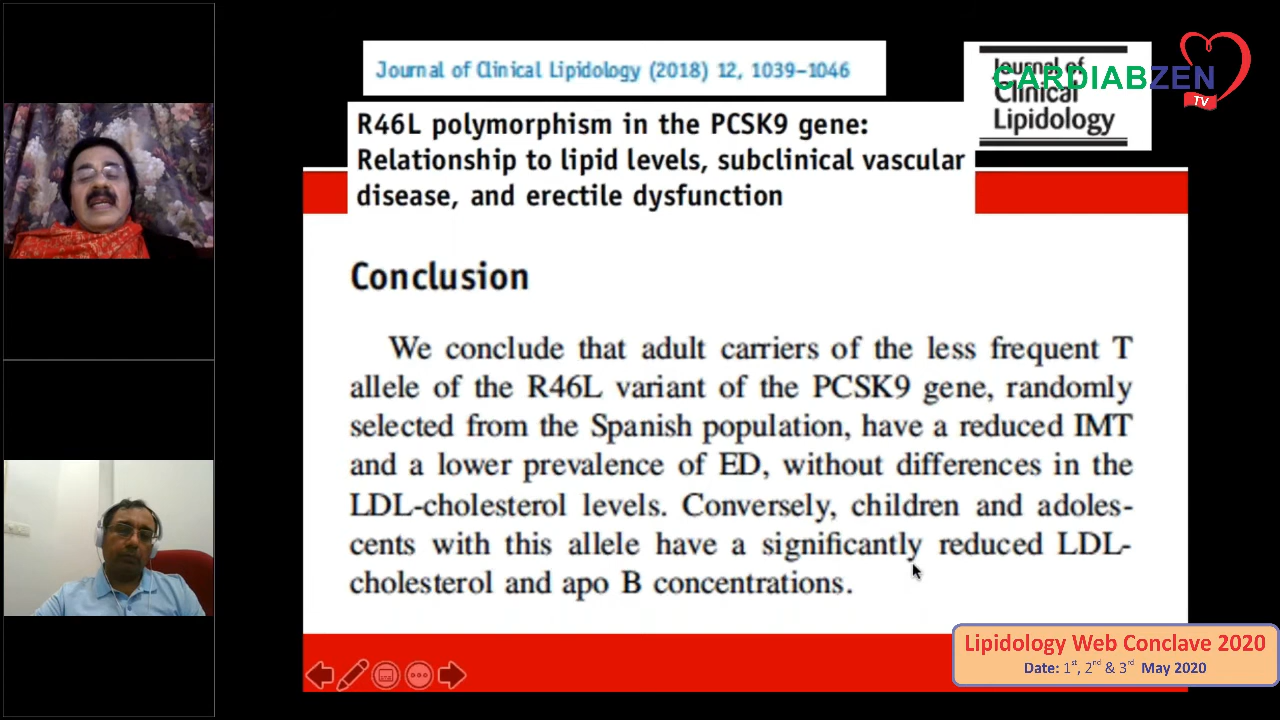 Journal of Clinical Lipidology (2018) 12, 1039–1046
Journal of
Clinical
Lipidology
CARDIABZEN
TV
R46L polymorphism in the PCSK9 gene:
Relationship to lipid levels, subclinical vascular
disease, and erectile dysfunction
Conclusion
We conclude that adult carriers of the less frequent T
allele of the R46L variant of the PCSK9 gene, randomly
selected from the Spanish population, have a reduced IMT
and a lower prevalence of ED, without differences in the
LDL-cholesterol levels. Conversely, children and adoles-
cents with this allele have a significantly reduced LDL-
cholesterol and apo B concentrations.
Lipidology Web Conclave 2020
Date: 1st, 2nd & 3rd May 2020